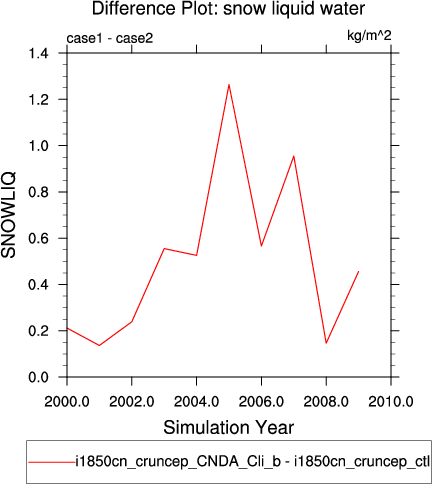 Difference Plot: snow liquid water
case1 - case2 kg/m^2
1.4
1.2
1.0
0.8
0.6
0.4
0.2
0.0
SNOWLIQ
2000.0 2002.0 2004.0 2006.0 2008.0 2010.0
Simulation Year
i1850cn_cruncep_CNDA_Cli_b - i1850cn_cruncep_ctl